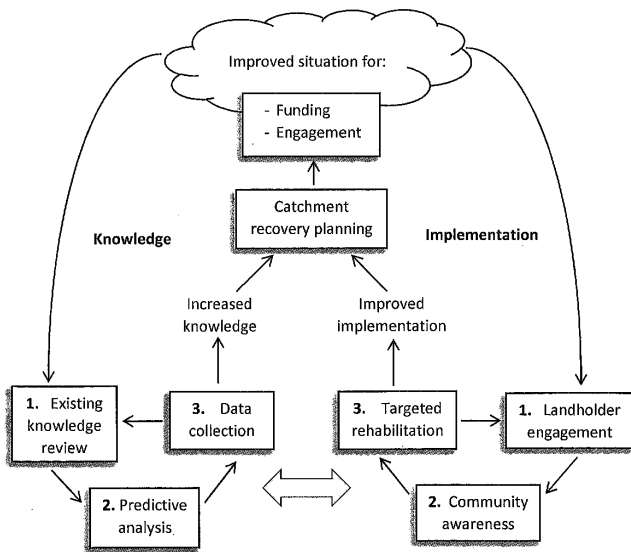 Improved situation for:
- Funding
- Engagement
Catchment
recovery planning
Knowledge
Implementation
Increased
knowledge
Improved
implementation
1. Existing
knowledge
review
3. Data
collection
3. Targeted
rehabilitation
1. Landholder
engagement
2. Predictive
analysis
2. Community
awareness